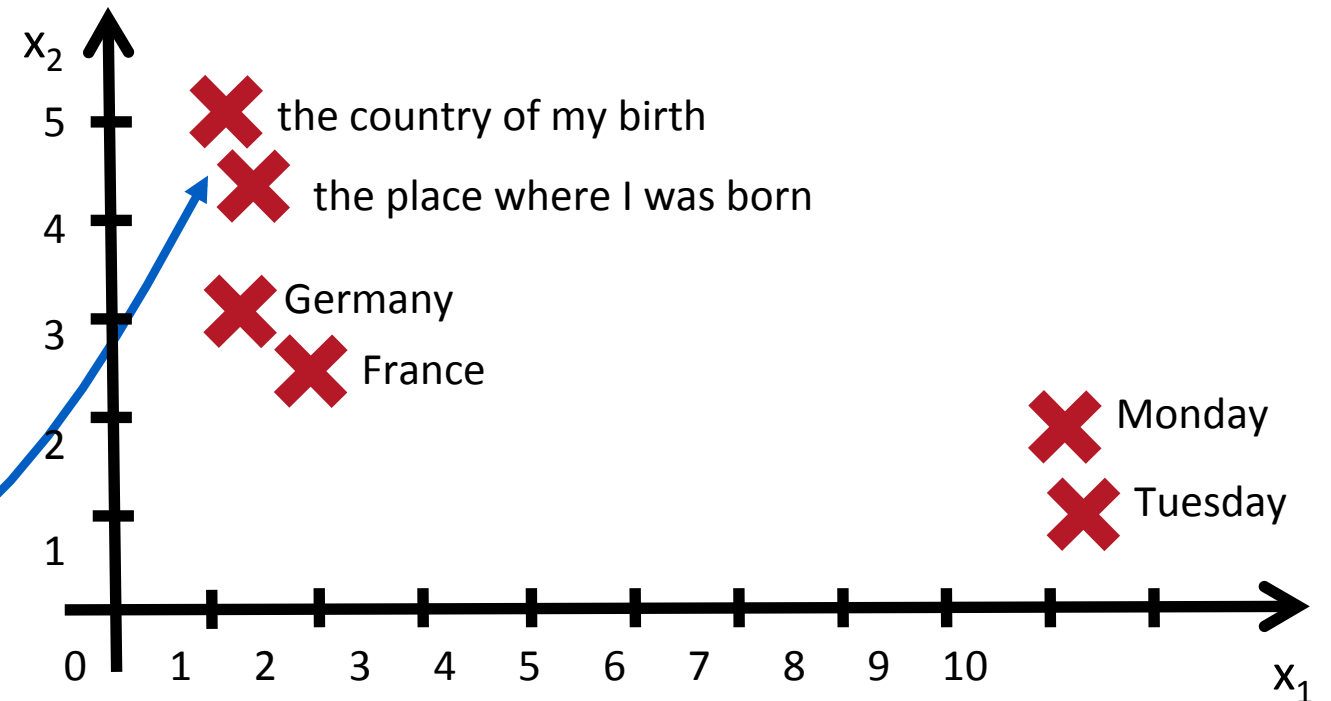 x2
5
the country of my birth
the place where I was born
4
Germany
3
France
Monday
2
Tuesday
1
0 1 2 3 4 5 6 7 8 9 10
x1